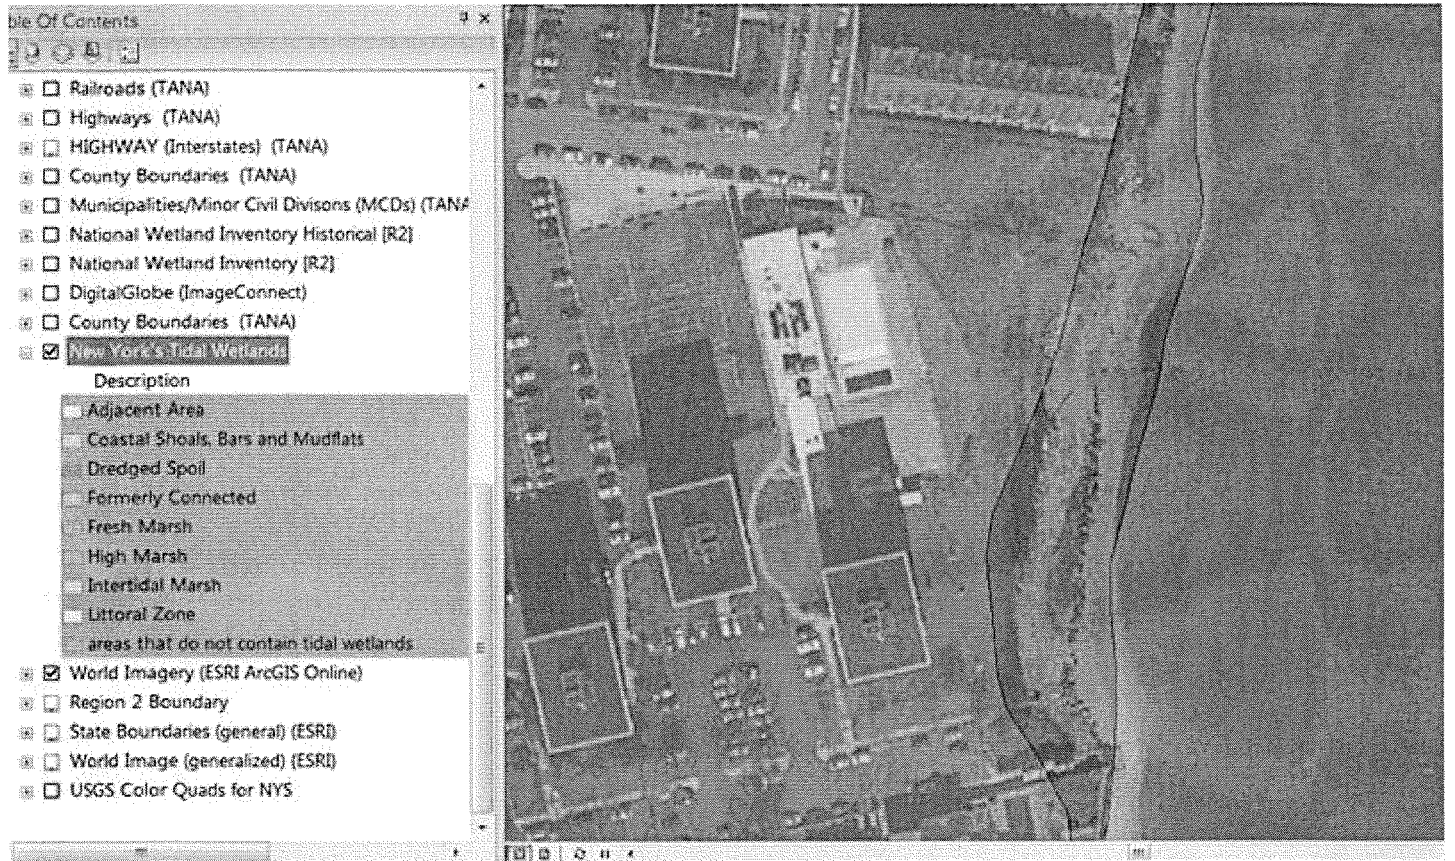 ble Of Contents
Railroads (TANA)
Highways (TANA)
HIGHWAY (Interstates) (TANA)
County Boundaries (TANA)
Municipalities/Minor Civil Divisons (MCDs) (TANA
National Wetland Inventory Historical [R2]
National Wetland Inventory [R2]
DigitalGlobe (ImageConnect)
County Boundaries (TANA)
New York's Tidal Wetlands
Description
Adjacent Area
Coastal Shoals, Bars and Mudflats
Dredged Spoil
Formerly Connected
Fresh Marsh
High Marsh
Intertidal Marsh
Littoral Zone
areas that do not contain tidal wetlands
World Imagery (ESRI ArcGIS Online)
Region 2 Boundary
State Boundaries (general) (ESRI)
World Image (generalized) (ESRI)
USGS Color Quads for NYS